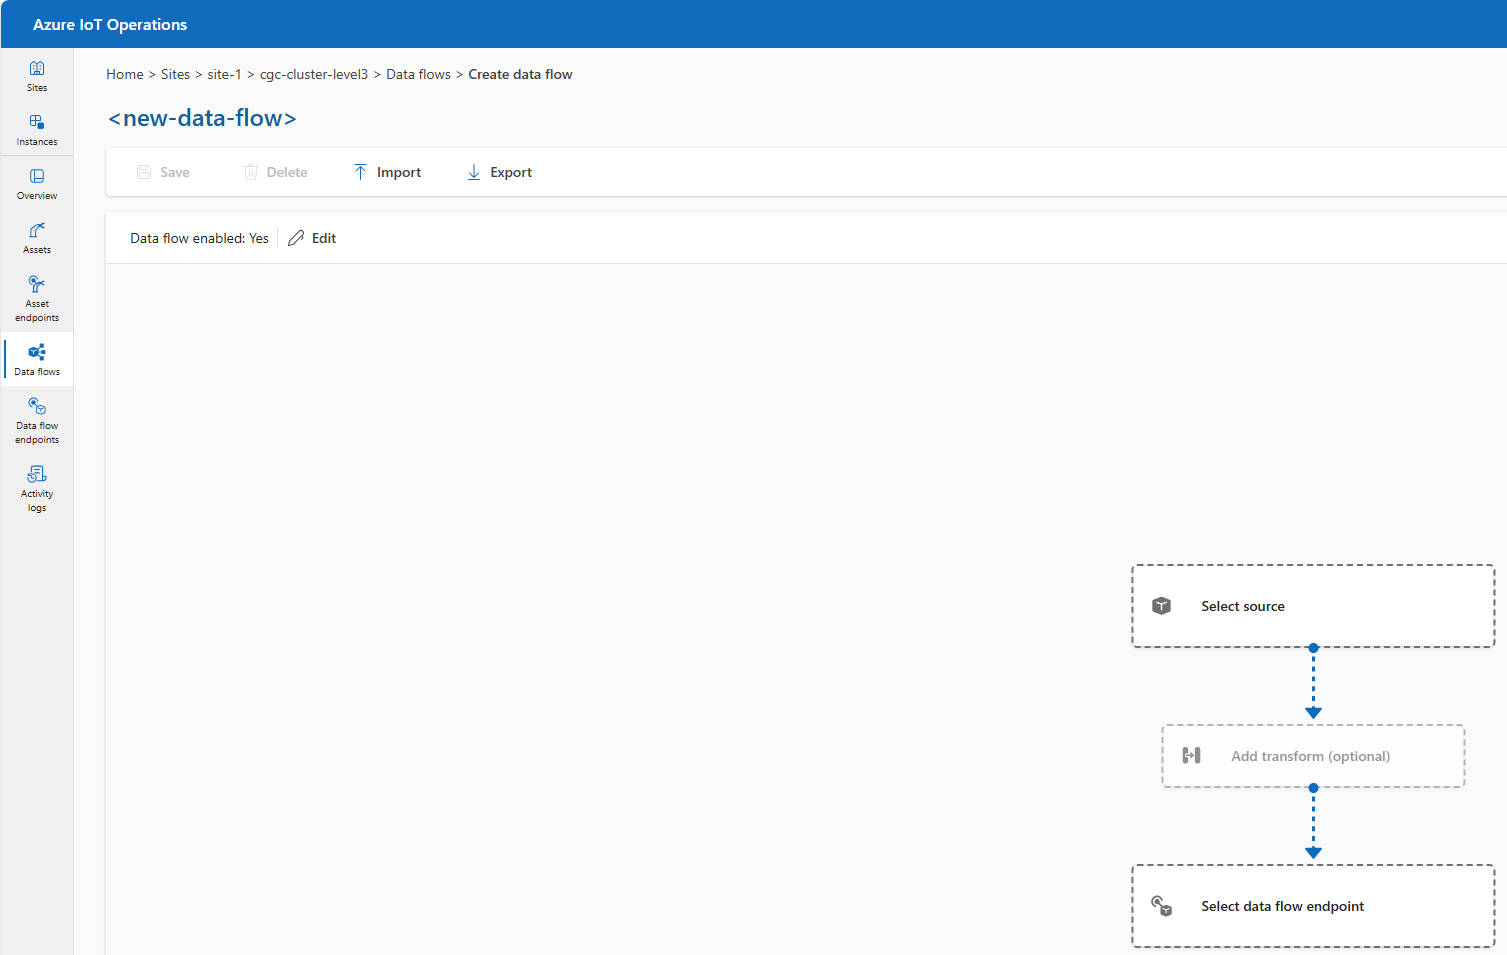 Azure IoT Operations
Sites
Instances
Overview
Assets
Asset
endpoints
Data flows
Data flow
endpoints
Activity
logs
Home > Sites > site-1 > cgc-cluster-level3 > Data flows > Create data flow
<new-data-flow>
Save Delete Import Export
Data flow enabled: Yes Edit
Select source
Add transform (optional)
Select data flow endpoint